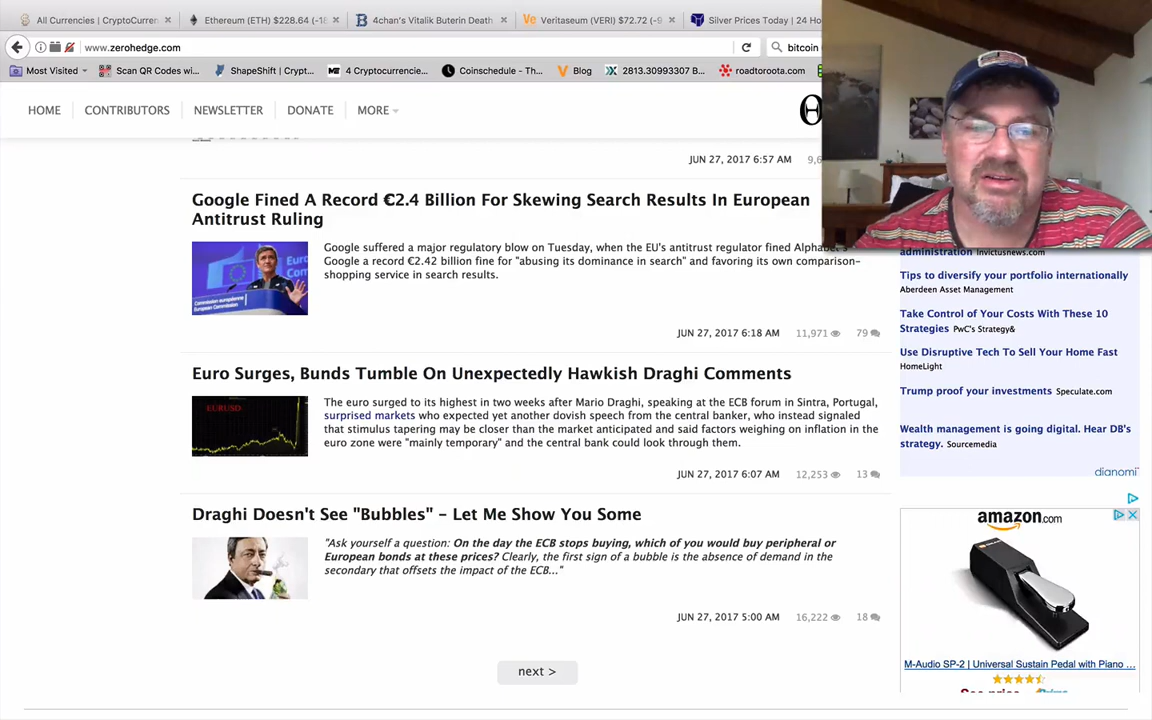 All Currencies | CryptoCurren
Ethereum (ETH) $228.64 (-1
4chan's Vitalik Buterin Death
Veritaseum (VERI) $72.72 (-9
Silver Prices Today | 24 Ho
www.zerohedge.com
bitcoin
Most Visited
Scan QR Codes wi...
ShapeShift | Crypt...
4 Cryptocurrencie...
Coinschedule – Th...
Blog
2813.30993307 B...
roadtoroota.com
HOME
CONTRIBUTORS
NEWSLETTER
DONATE
MORE
JUN 27, 2017 6:57 AM
Google Fined A Record €2.4 Billion For Skewing Search Results In European
Antitrust Ruling
Google suffered a major regulatory blow on Tuesday, when the EU's antitrust regulator fined Alphabet's
Google a record €2.42 billion fine for "abusing its dominance in search" and favoring its own comparison-
shopping service in search results.
JUN 27, 2017 6:18 AM 11,971 79
Euro Surges, Bunds Tumble On Unexpectedly Hawkish Draghi Comments
EURUSD
The euro surged to its highest in two weeks after Mario Draghi, speaking at the ECB forum in Sintra, Portugal,
surprised markets who expected yet another dovish speech from the central banker, who instead signaled
that stimulus tapering may be closer than the market anticipated and said factors weighing on inflation in the
euro zone were "mainly temporary" and the central bank could look through them.
JUN 27, 2017 6:07 AM 12,253 13
Draghi Doesn't See "Bubbles" – Let Me Show You Some
"Ask yourself a question: On the day the ECB stops buying, which of you would buy peripheral or
European bonds at these prices? Clearly, the first sign of a bubble is the absence of demand in the
secondary that offsets the impact of the ECB..."
JUN 27, 2017 5:00 AM 16,222 18
next >
administration Invictusnews.com
Tips to diversify your portfolio internationally
Aberdeen Asset Management
Take Control of Your Costs With These 10
Strategies PwC's Strategy&
Use Disruptive Tech To Sell Your Home Fast
HomeLight
Trump proof your investments Speculate.com
Wealth management is going digital. Hear DB's
strategy. Sourcemedia
dianomi
amazon.com
M-Audio SP-2 | Universal Sustain Pedal with Piano ...